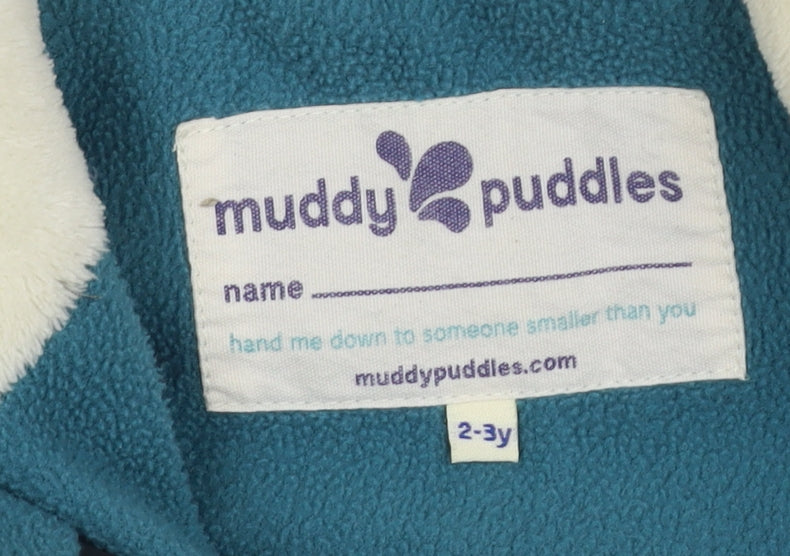 muddy puddles
name
hand me down to someone smaller than you
muddypuddles.com
2-3y